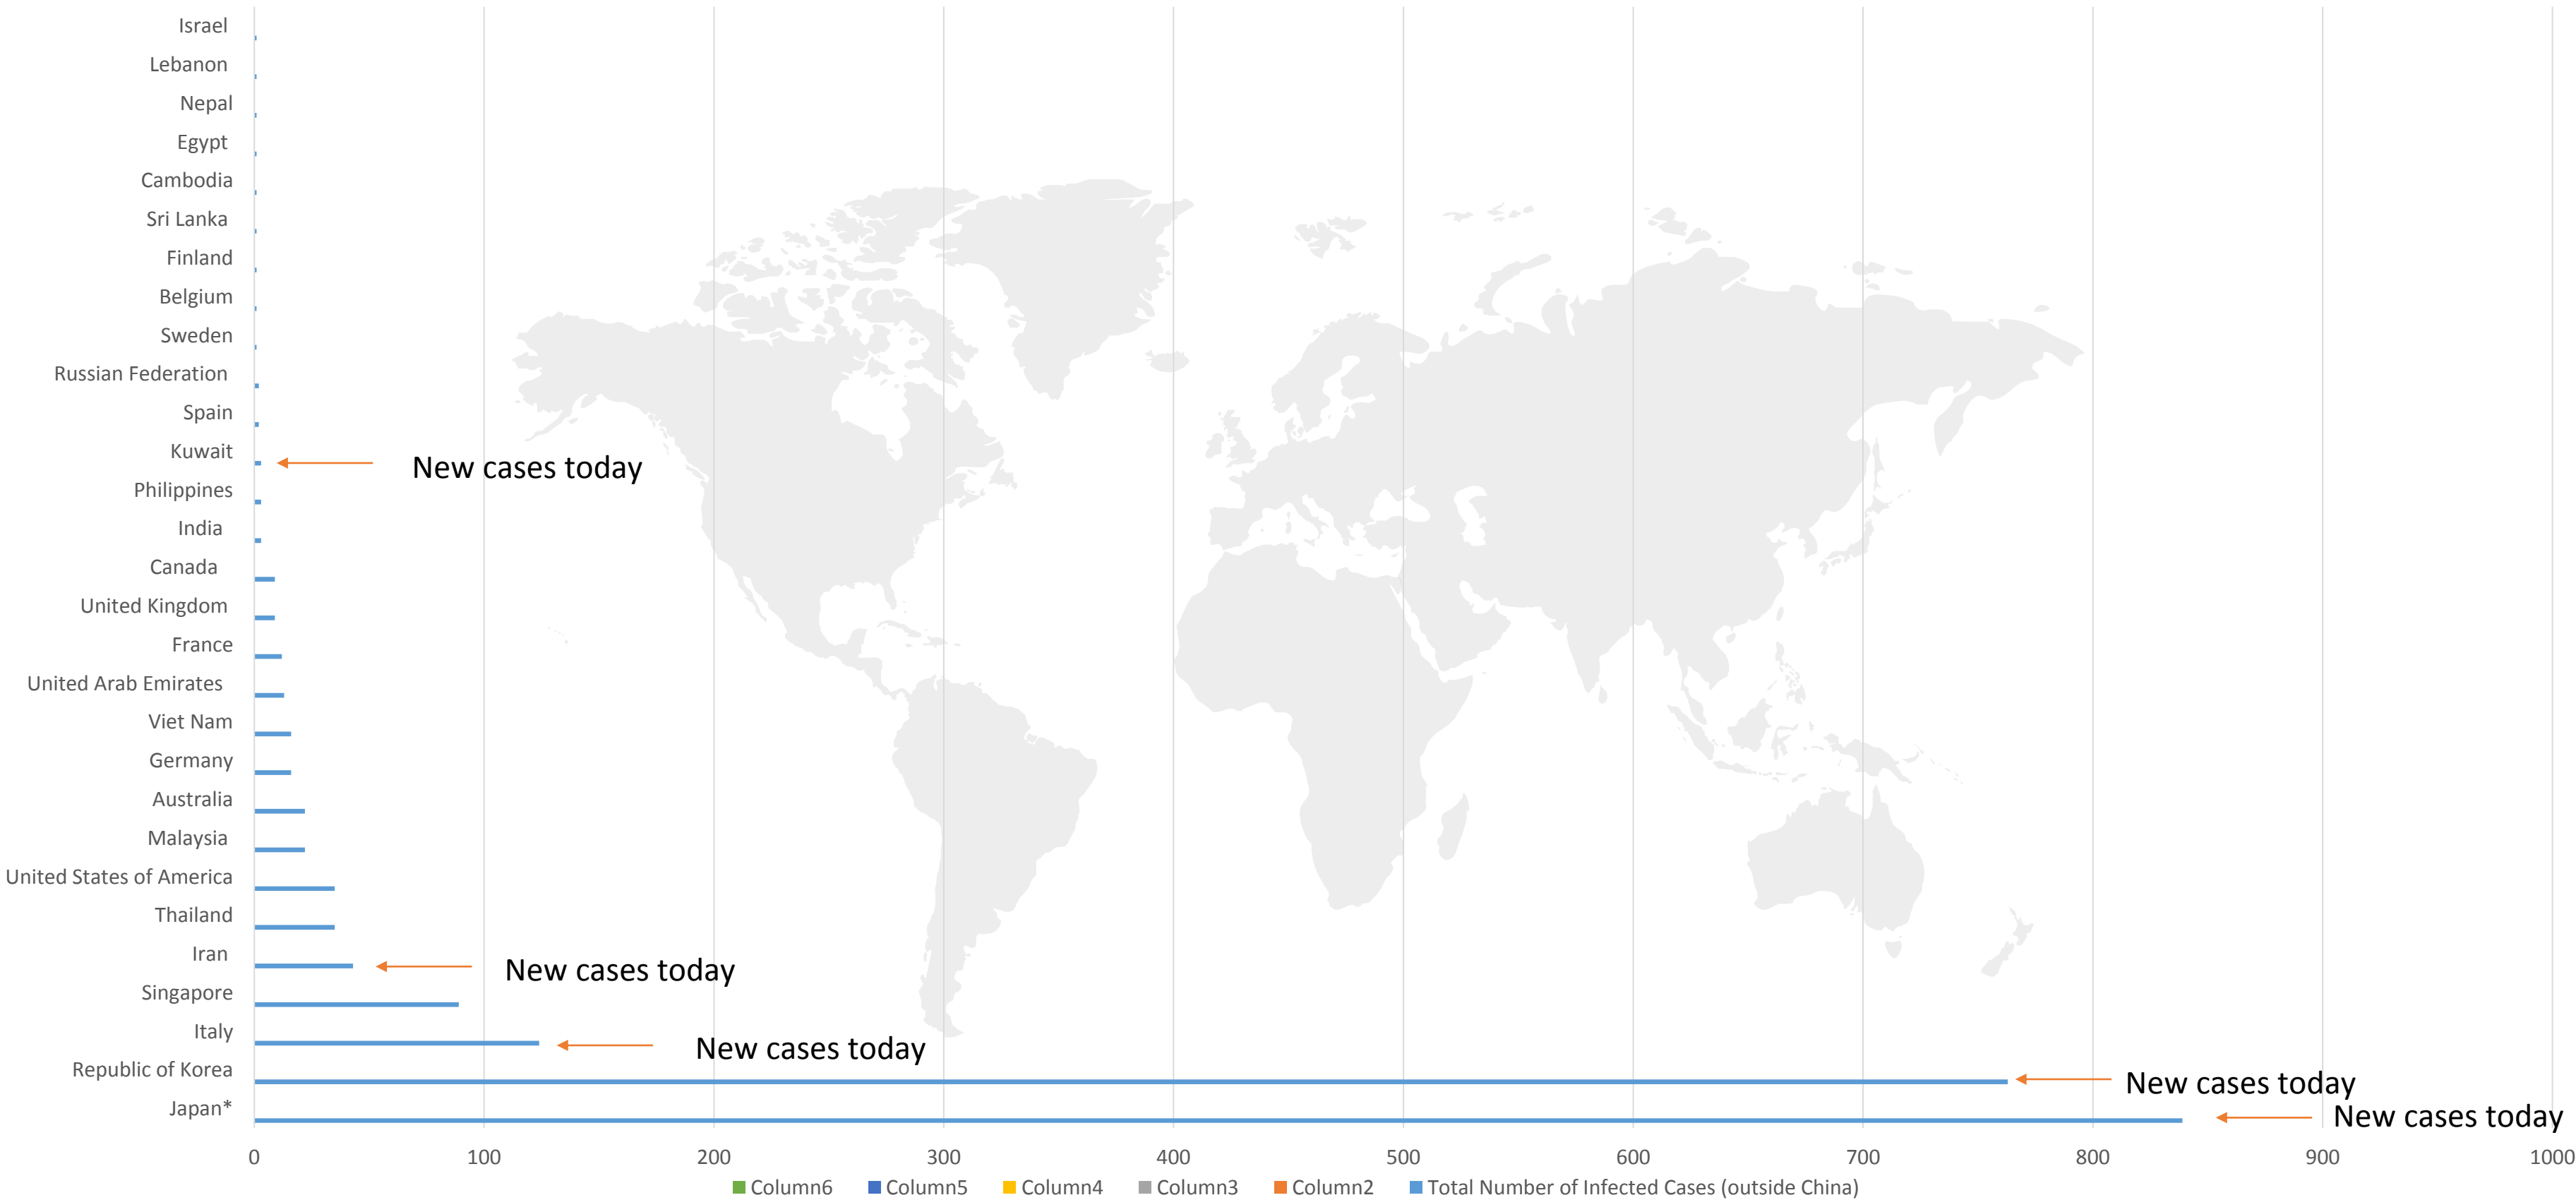 Israel
Lebanon
Nepal
Egypt
Cambodia
Sri Lanka
Finland
Belgium
Sweden
Russian Federation
Spain
Kuwait
New cases today
Philippines
India
Canada
United Kingdom
France
United Arab Emirates
Viet Nam
Germany
Australia
Malaysia
United States of America
Thailand
Iran
New cases today
Singapore
Italy
New cases today
Republic of Korea
New cases today
Japan*
New cases today
0 100 200 300 400 500 600 700 800 900 1000
Column6 Column5 Column4 Column3 Column2 Total Number of Infected Cases (outside China)